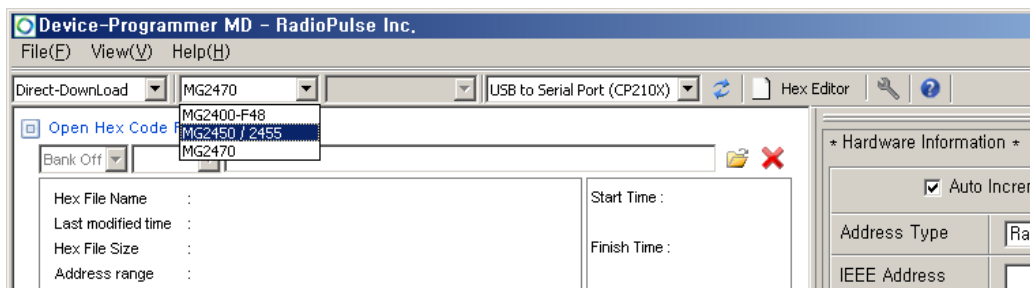 Device-Programmer MD - RadioPulse Inc.
File(F) View(V) Help(H)
Direct-DownLoad MG2470 USB to Serial Port (CP210X) Hex Editor
MG2400-F48
MG2450 / 2455
MG2470
Open Hex Code
Bank Off
Hex File Name :
Last modified time :
Hex File Size :
Address range :
Start Time :
Finish Time :
* Hardware Information *
Auto
Address Type
IEEE Address